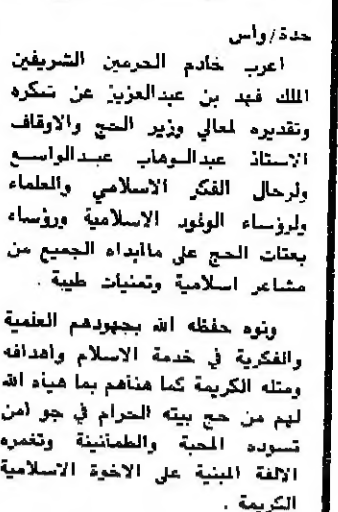 جدة/واس
اعرب خادم الحرمين الشريفين
الملك فهد بن عبدالعزيز عن شكره
وتقديره لمعالي وزير الحج والاوقاف
الاستاذ عبدالوهاب عبدالواسع
ولرجال الفكر الاسلامي والعلماء
ولرؤساء الوفود الاسلامية ورؤساء
بعثات الحج على ماابداه الجميع من
مشاعر اسلامية وتمنيات طيبة .
ونوه حفظه الله بجهودهم العلمية
والفكرية في خدمة الاسلام واهدافه
ومثله الكريمة كما هنأهم بما هيأه الله
لهم من حج بيته الحرام في جو امن
تسوده المحبة والطمأنينة وتغمره
الالفة المبنية على الاخوة الاسلامية
الكريمة .